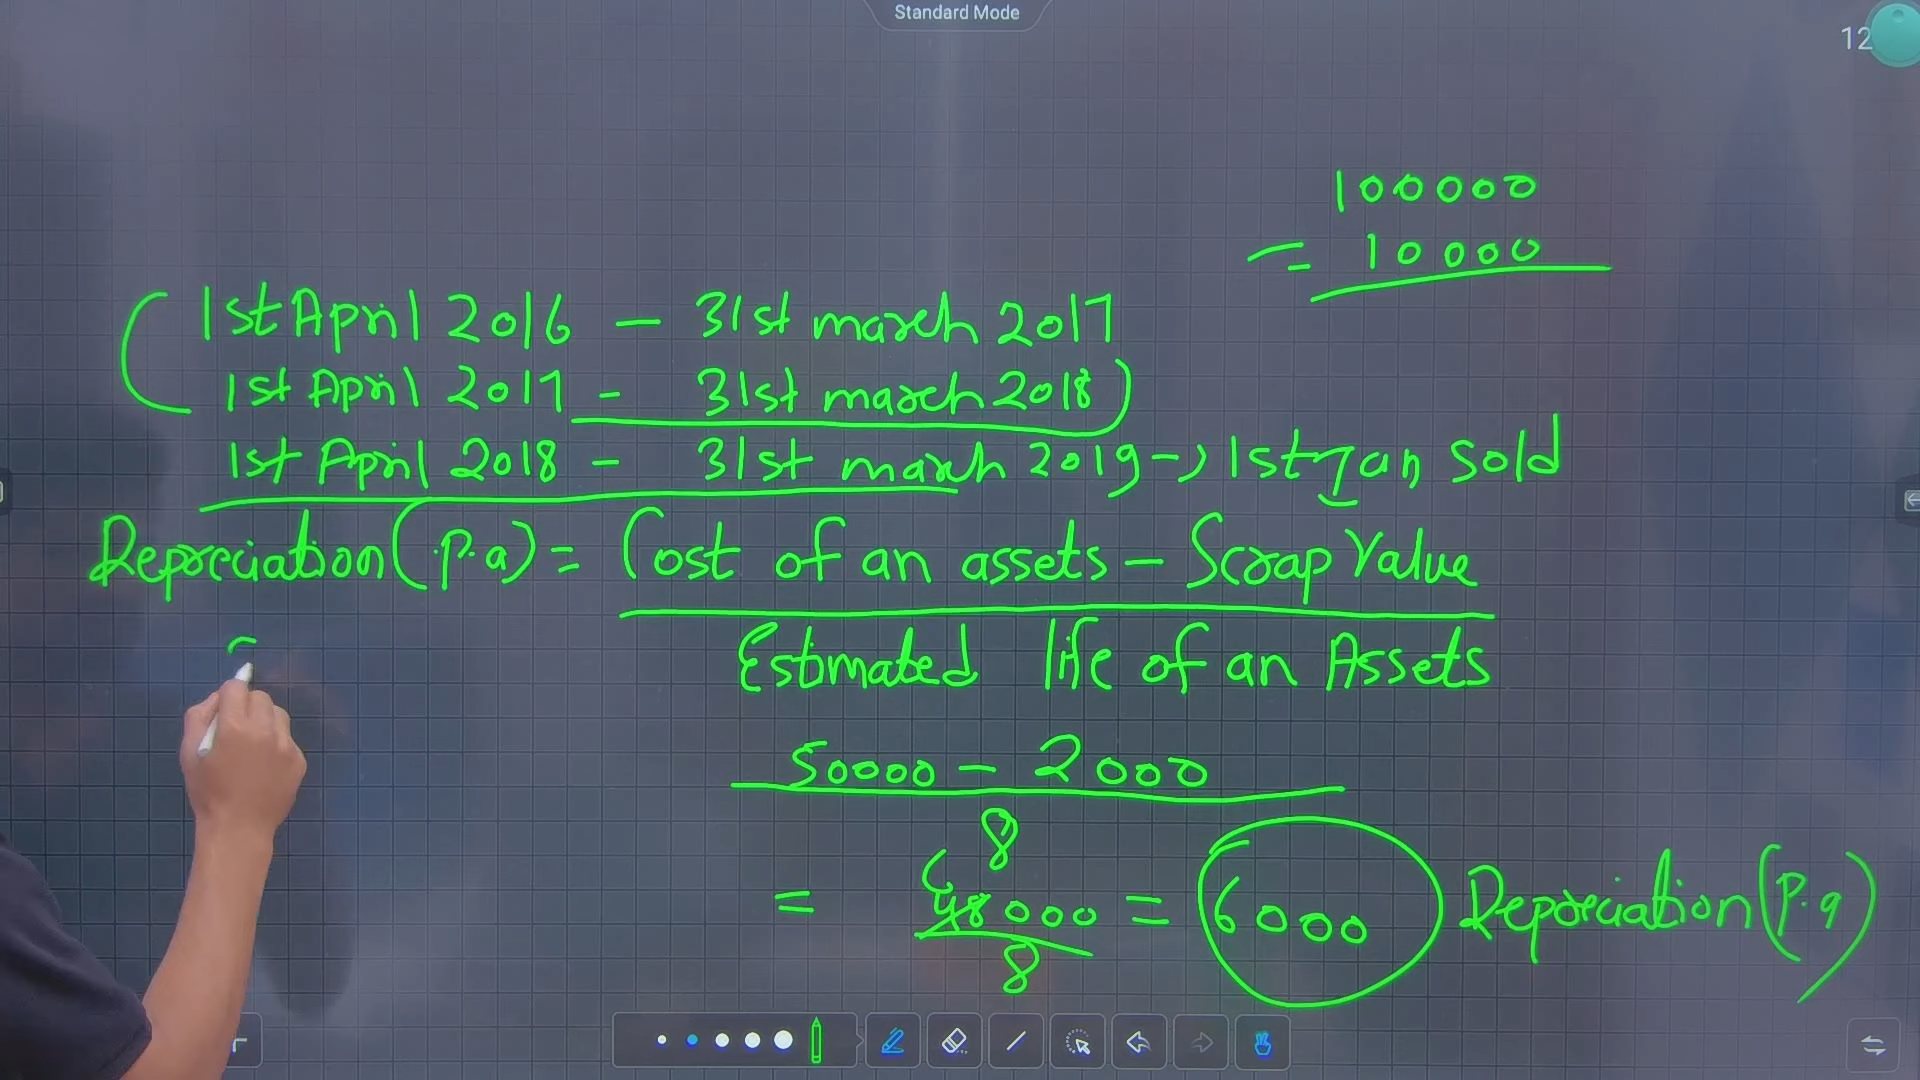 Standard Mode
12
100000
= 10000
1st April 2016 — 31st march 2017
1st April 2017 - 31st march 2018)
1st April 2018 - 31st march 2019 -> 1st Jan sold
Depreciation (p.a) = Cost of an assets - Scrap Value
Estimated life of an Assets
50000 - 2000
8
= 48000 = 6000 Depreciation (p.a)
8